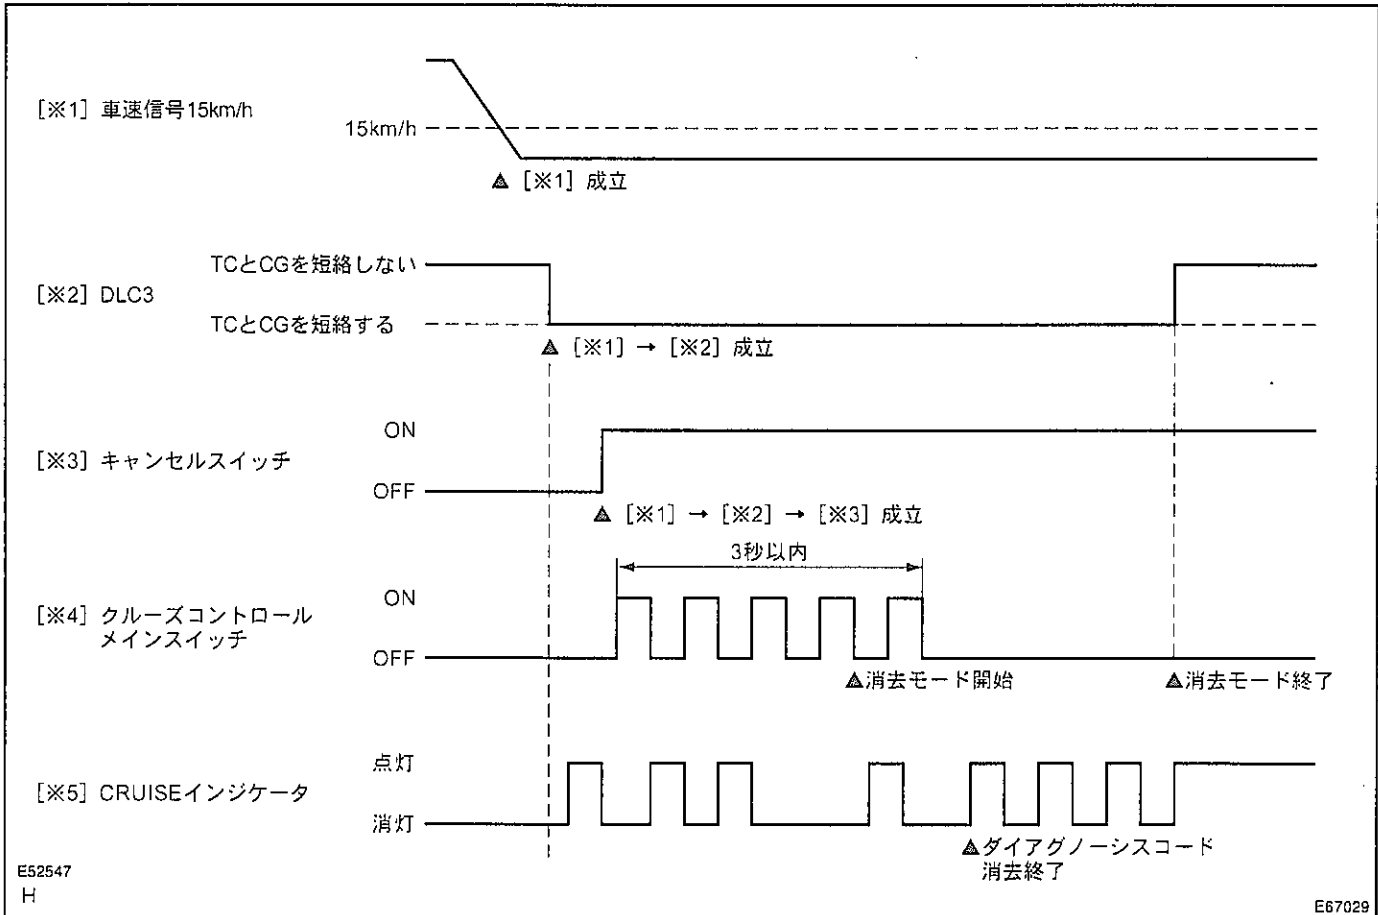 [※1] 車速信号15km/h
15km/h
▲ [※1] 成立
TCとCGを短絡しない
[※2] DLC3
TCとCGを短絡する
▲ [※1] → [※2] 成立
ON
[※3] キャンセルスイッチ
OFF
▲ [※1] → [※2] → [※3] 成立
3秒以内
ON
[※4] クルーズコントロール
メインスイッチ
OFF
▲消去モード開始
▲消去モード終了
点灯
[※5] CRUISEインジケータ
消灯
▲ダイアグノーシスコード
消去終了
E52547
H
E67029